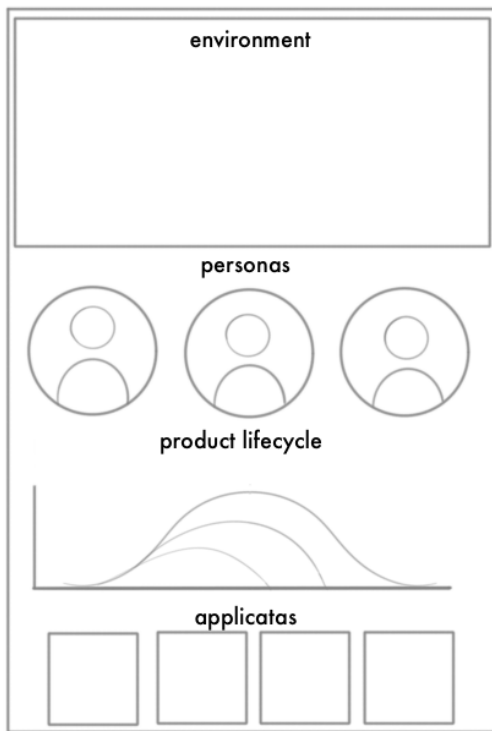 environment
personas
product lifecycle
applicatas